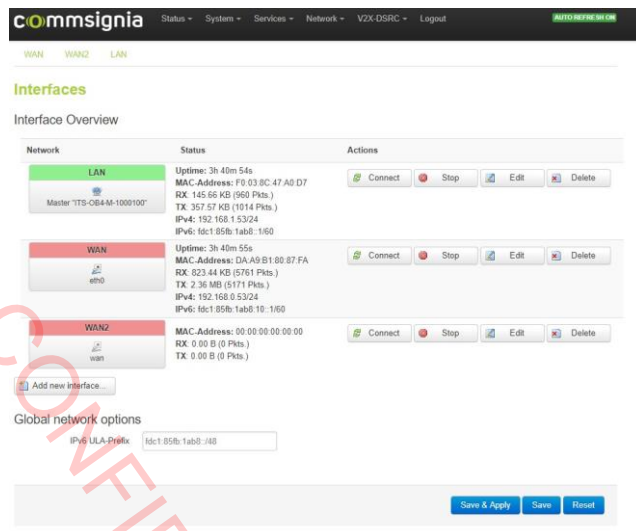 commsignia Status System Services Network V2X-DSRC Logout AUTO REFRESH ON
WAN WAN2 LAN
Interfaces
Interface Overview
Network Status Actions
LAN
Master "ITS-OB4-M-1000100"
Uptime: 3h 40m 54s
MAC-Address: F0:03:8C:47:A0:D7
RX: 145.66 KB (960 Pkts.)
TX: 357.57 KB (1014 Pkts.)
IPv4: 192.168.1.53/24
IPv6: fdc1:85fb:1ab8::1/60
Connect Stop Edit Delete
WAN
eth0
Uptime: 3h 40m 55s
MAC-Address: DA:A9:B1:80:87:FA
RX: 823.44 KB (5761 Pkts.)
TX: 2.36 MB (5171 Pkts.)
IPv4: 192.168.0.53/24
IPv6: fdc1:85fb:1ab8:10::1/60
Connect Stop Edit Delete
WAN2
wan
MAC-Address: 00:00:00:00:00:00
RX: 0.00 B (0 Pkts.)
TX: 0.00 B (0 Pkts.)
Connect Stop Edit Delete
Add new interface...
Global network options
IPv6 ULA-Prefix fdc1:85fb:1ab8::/48
Save & Apply Save Reset
CONFI